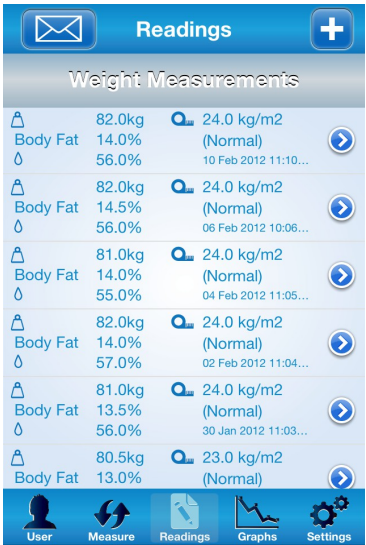 Readings
+
Weight Measurements
82.0kg 24.0 kg/m2
Body Fat 14.0% (Normal)
56.0% 10 Feb 2012 11:10...
82.0kg 24.0 kg/m2
Body Fat 14.5% (Normal)
56.0% 06 Feb 2012 10:06...
81.0kg 24.0 kg/m2
Body Fat 14.0% (Normal)
55.0% 04 Feb 2012 11:05...
82.0kg 24.0 kg/m2
Body Fat 14.0% (Normal)
57.0% 02 Feb 2012 11:04...
81.0kg 24.0 kg/m2
Body Fat 13.5% (Normal)
56.0% 30 Jan 2012 11:03...
80.5kg 23.0 kg/m2
Body Fat 13.0% (Normal)
User Measure Readings Graphs Settings